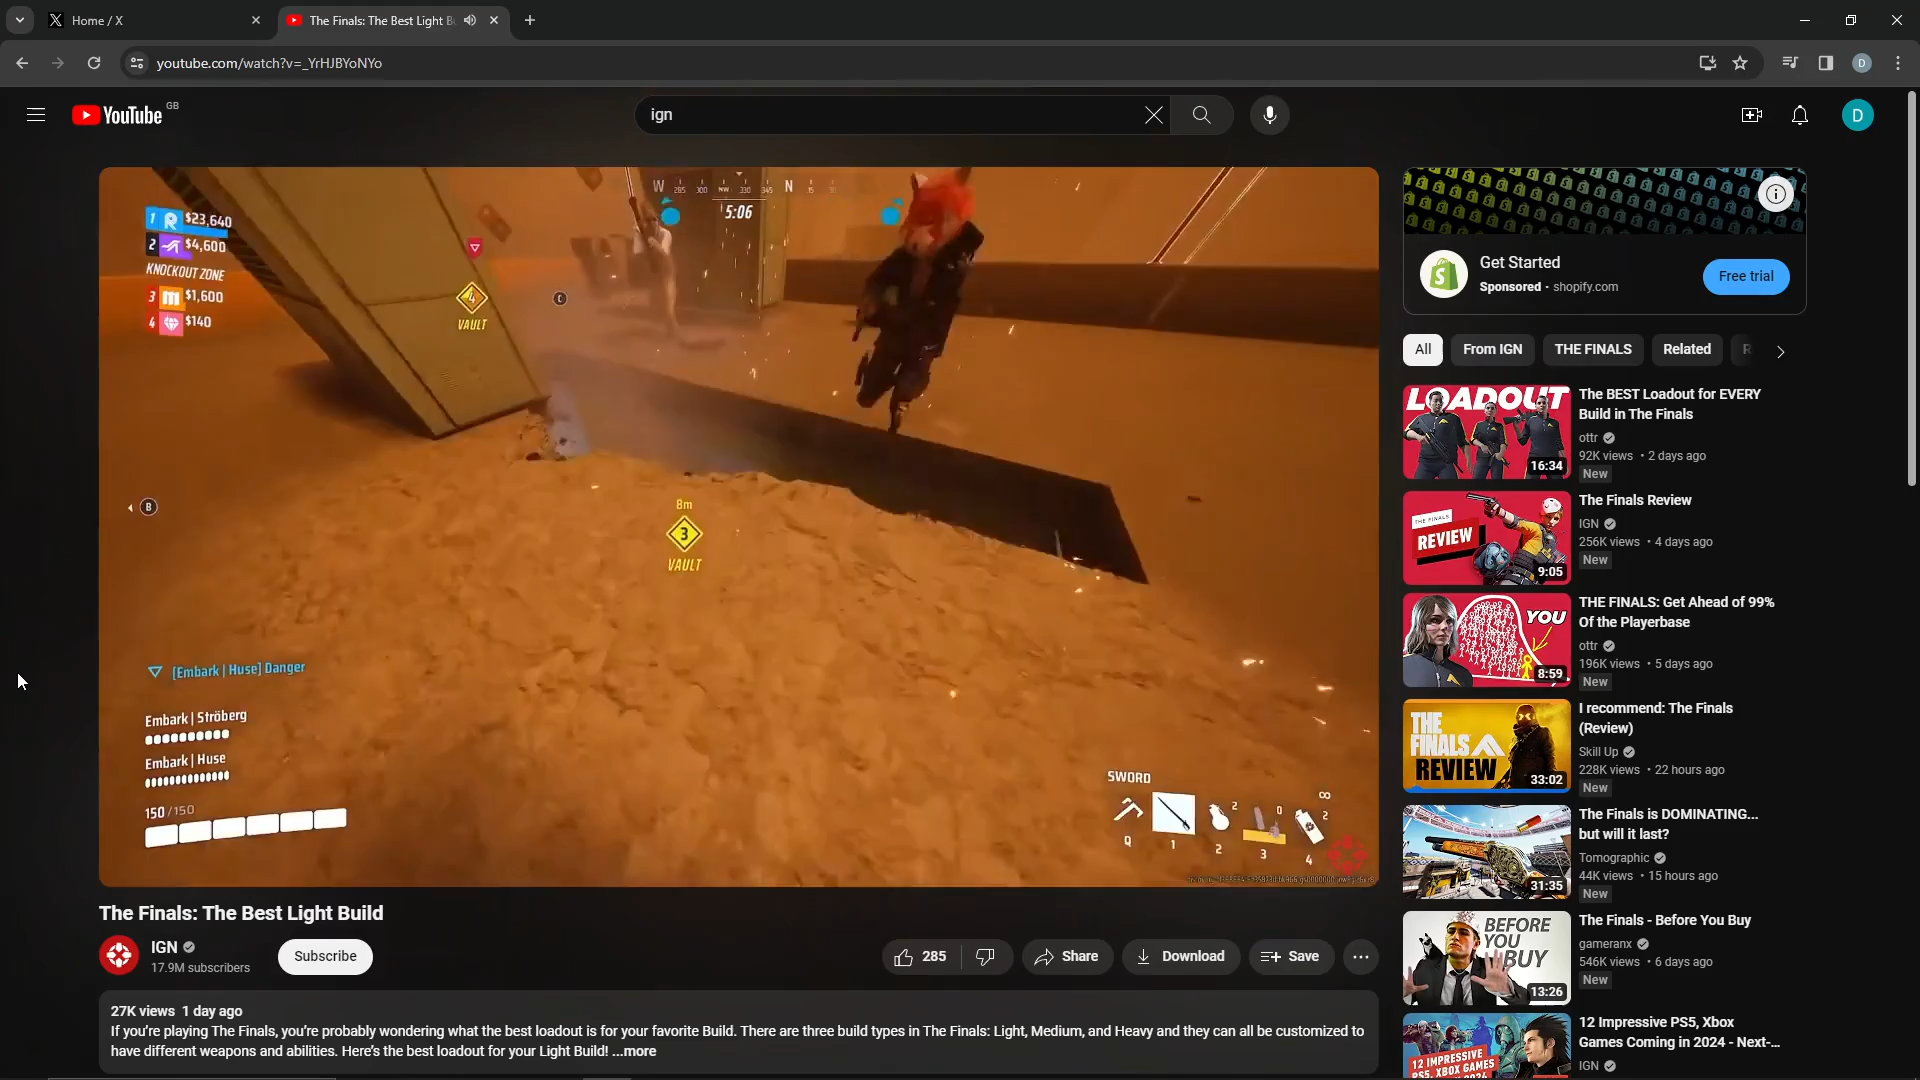 Home / X
The Finals: The Best Light B
youtube.com/watch?v=_YrHJBYoNYo
D
YouTube GB
ign
D
W 285 300 NW 330 345 N 15
5:06
1 $23,640
2 $4,600
KNOCKOUT ZONE
3 $1,600
4 $140
4
VAULT
C
B
8m
3
VAULT
[Embark | Huse] Danger
Embark | Ströberg
Embark | Huse
150/150
SWORD
2 0 ∞ 2
Q 1 2 3 4
The Finals: The Best Light Build
IGN
17.9M subscribers
Subscribe
285
Share
Download
Save
27K views 1 day ago
If you're playing The Finals, you're probably wondering what the best loadout is for your favorite Build. There are three build types in The Finals: Light, Medium, and Heavy and they can all be customized to
have different weapons and abilities. Here's the best loadout for your Light Build! ...more
Get Started
Sponsored · shopify.com
Free trial
All
From IGN
THE FINALS
Related
LOADOUT
16:34
The BEST Loadout for EVERY
Build in The Finals
ottr
92K views • 2 days ago
New
THE FINALS
REVIEW
9:05
The Finals Review
IGN
256K views • 4 days ago
New
YOU
8:59
THE FINALS: Get Ahead of 99%
Of the Playerbase
ottr
196K views • 5 days ago
New
THE
FINALS
REVIEW
33:02
I recommend: The Finals
(Review)
Skill Up
228K views • 22 hours ago
New
31:35
The Finals is DOMINATING...
but will it last?
Tomographic
44K views • 15 hours ago
New
BEFORE
YOU
BUY
13:26
The Finals - Before You Buy
gameranx
546K views • 6 days ago
New
12 IMPRESSIVE
PS5, XBOX GAMES
12 Impressive PS5, Xbox
Games Coming in 2024 - Next-...
IGN